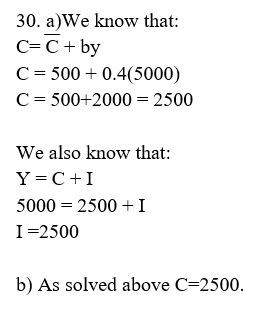 30. a)We know that:
C= C̅ + by
C = 500 + 0.4(5000)
C = 500+2000 = 2500
We also know that:
Y = C + I
5000 = 2500 + I
I =2500
b) As solved above C=2500.